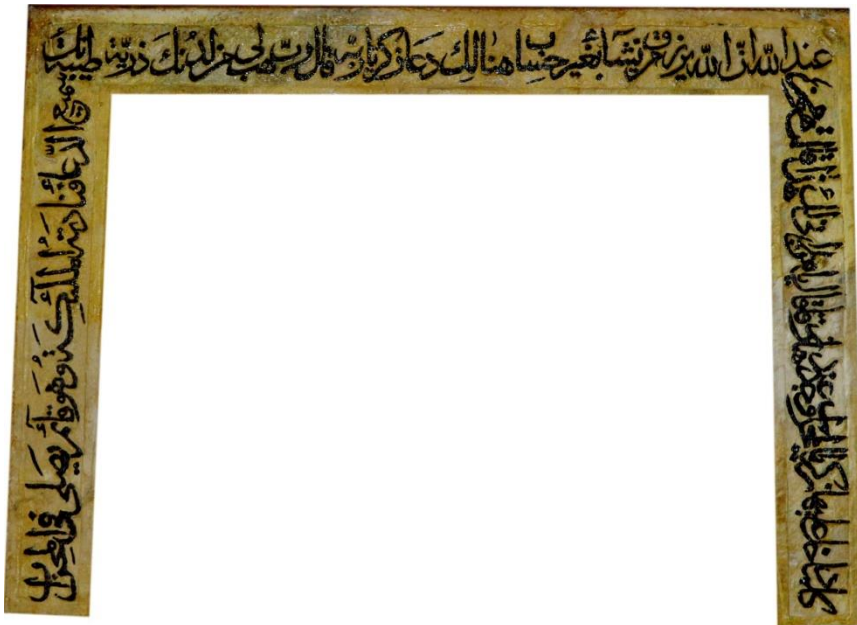 كلما دخل عليها زكريا المحراب وجد عندها رزقا قال يا مريم انى لك هذا قالت هو من
عند الله ان الله يرزق من يشاء بغير حساب هنالك دعا زكريا ربه قال رب هب لي من لدنك ذرية طيبة انك
سميع الدعاء فنادته الملائكة وهو قائم يصلي في المحراب